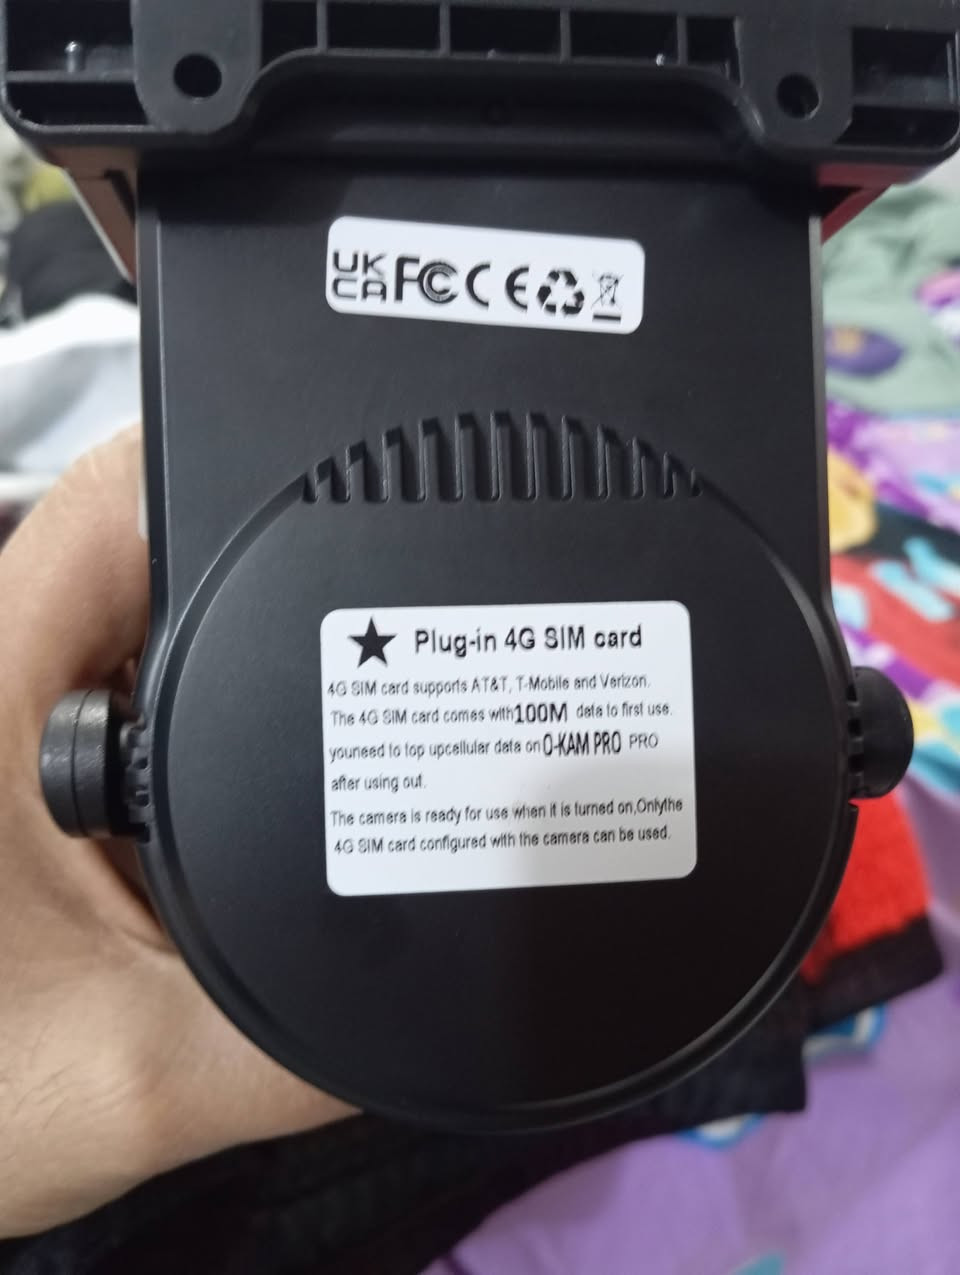 UK
CA FC CE
★ Plug-in 4G SIM card
4G SIM card supports AT&T, T-Mobile and Verizon.
The 4G SIM card comes with100M data to first use.
youneed to top upcellular data onO-KAM PRO PRO
after using out.
The camera is ready for use when it is turned on,Onlythe
4G SIM card configured with the camera can be used.